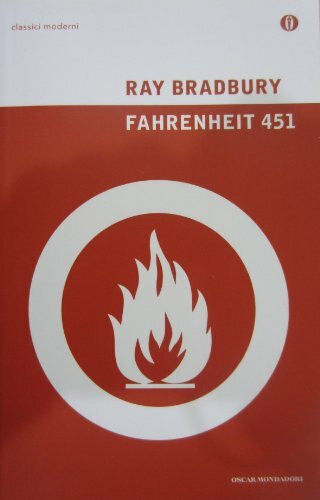 classici moderni
RAY BRADBURY
FAHRENHEIT 451
OSCAR MONDADORI